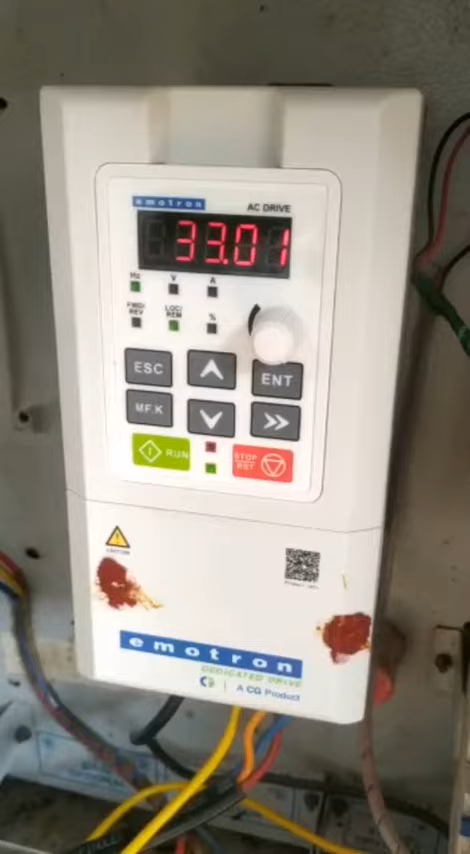 emotron
AC DRIVE
33.01
Hz V A
FWD/ REV LOC/ REM %
ESC ENT
MF.K
RUN STOP RST
CAUTION
emotron
DEDICATED DRIVE
CG | A CG Product